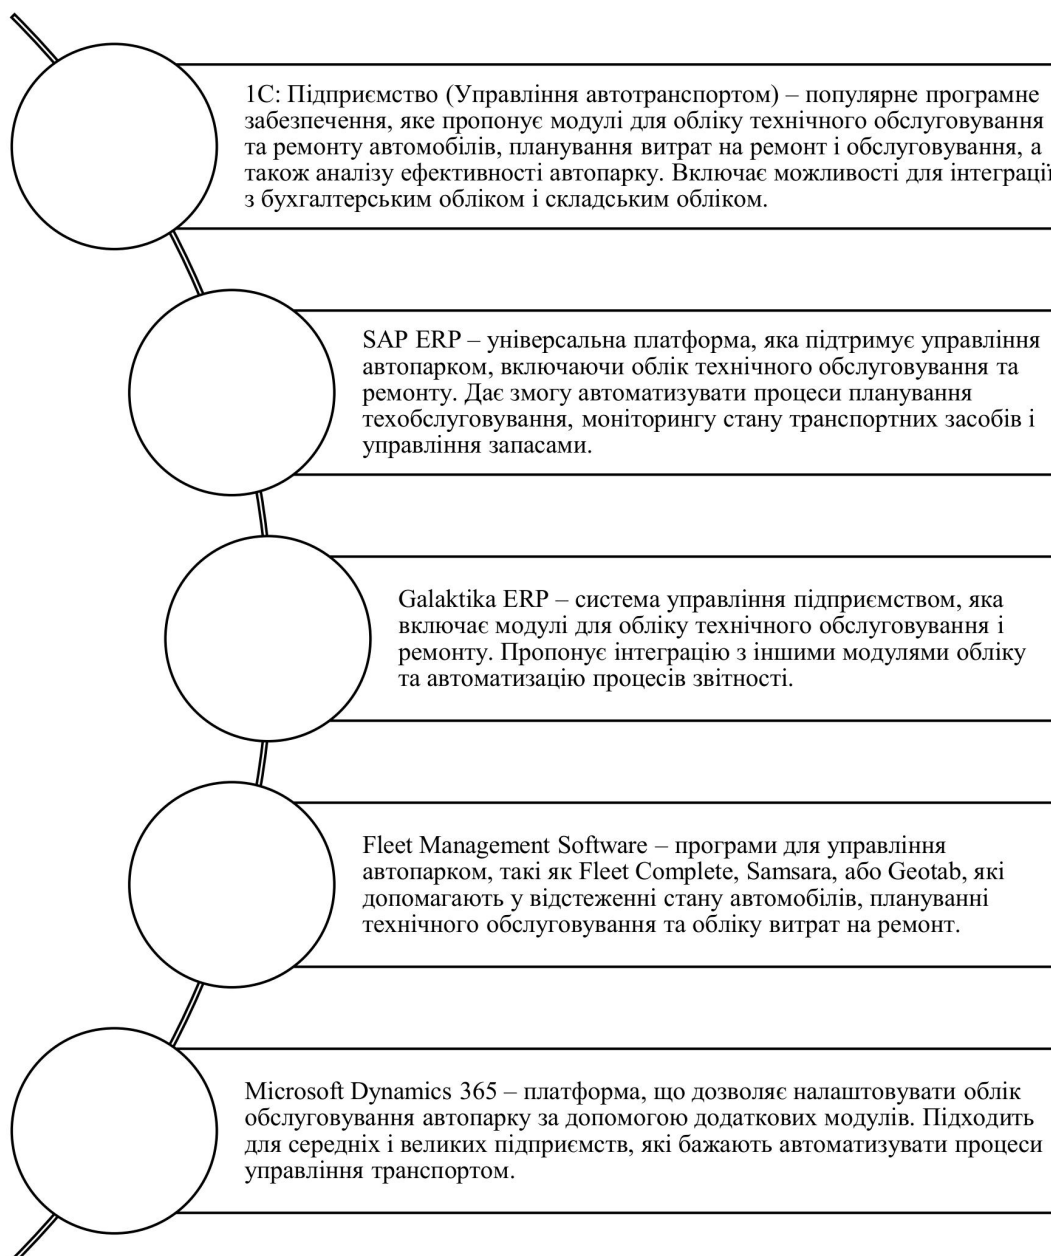 1С: Підприємство (Управління автотранспортом) – популярне програмне
забезпечення, яке пропонує модулі для обліку технічного обслуговування
та ремонту автомобілів, планування витрат на ремонт і обслуговування, а
також аналізу ефективності автопарку. Включає можливості для інтеграції
з бухгалтерським обліком і складським обліком.
SAP ERP – універсальна платформа, яка підтримує управління
автопарком, включаючи облік технічного обслуговування та
ремонту. Дає змогу автоматизувати процеси планування
техобслуговування, моніторингу стану транспортних засобів і
управління запасами.
Galaktika ERP – система управління підприємством, яка
включає модулі для обліку технічного обслуговування і
ремонту. Пропонує інтеграцію з іншими модулями обліку
та автоматизацію процесів звітності.
Fleet Management Software – програми для управління
автопарком, такі як Fleet Complete, Samsara, або Geotab, які
допомагають у відстеженні стану автомобілів, плануванні
технічного обслуговування та обліку витрат на ремонт.
Microsoft Dynamics 365 – платформа, що дозволяє налаштовувати облік
обслуговування автопарку за допомогою додаткових модулів. Підходить
для середніх і великих підприємств, які бажають автоматизувати процеси
управління транспортом.